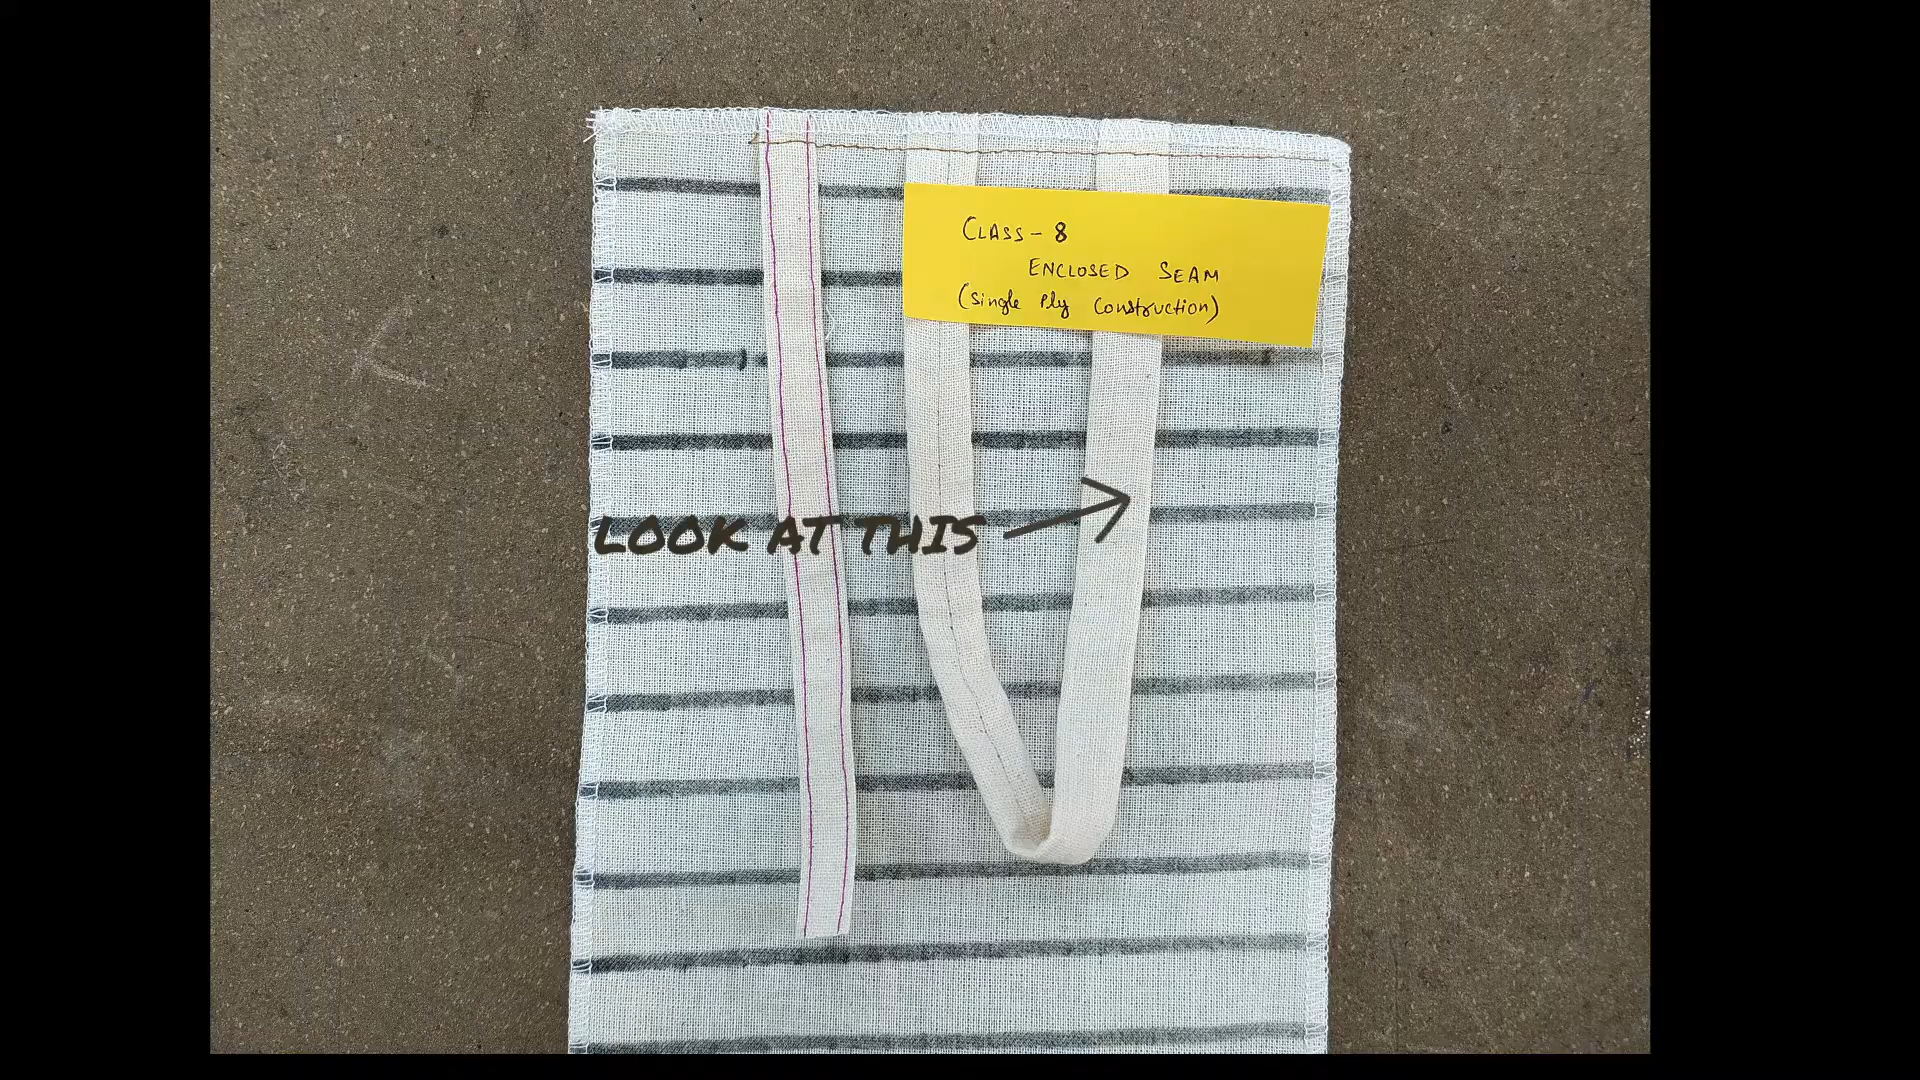 CLASS - 8
ENCLOSED SEAM
(Single Ply Construction)
LOOK AT THIS